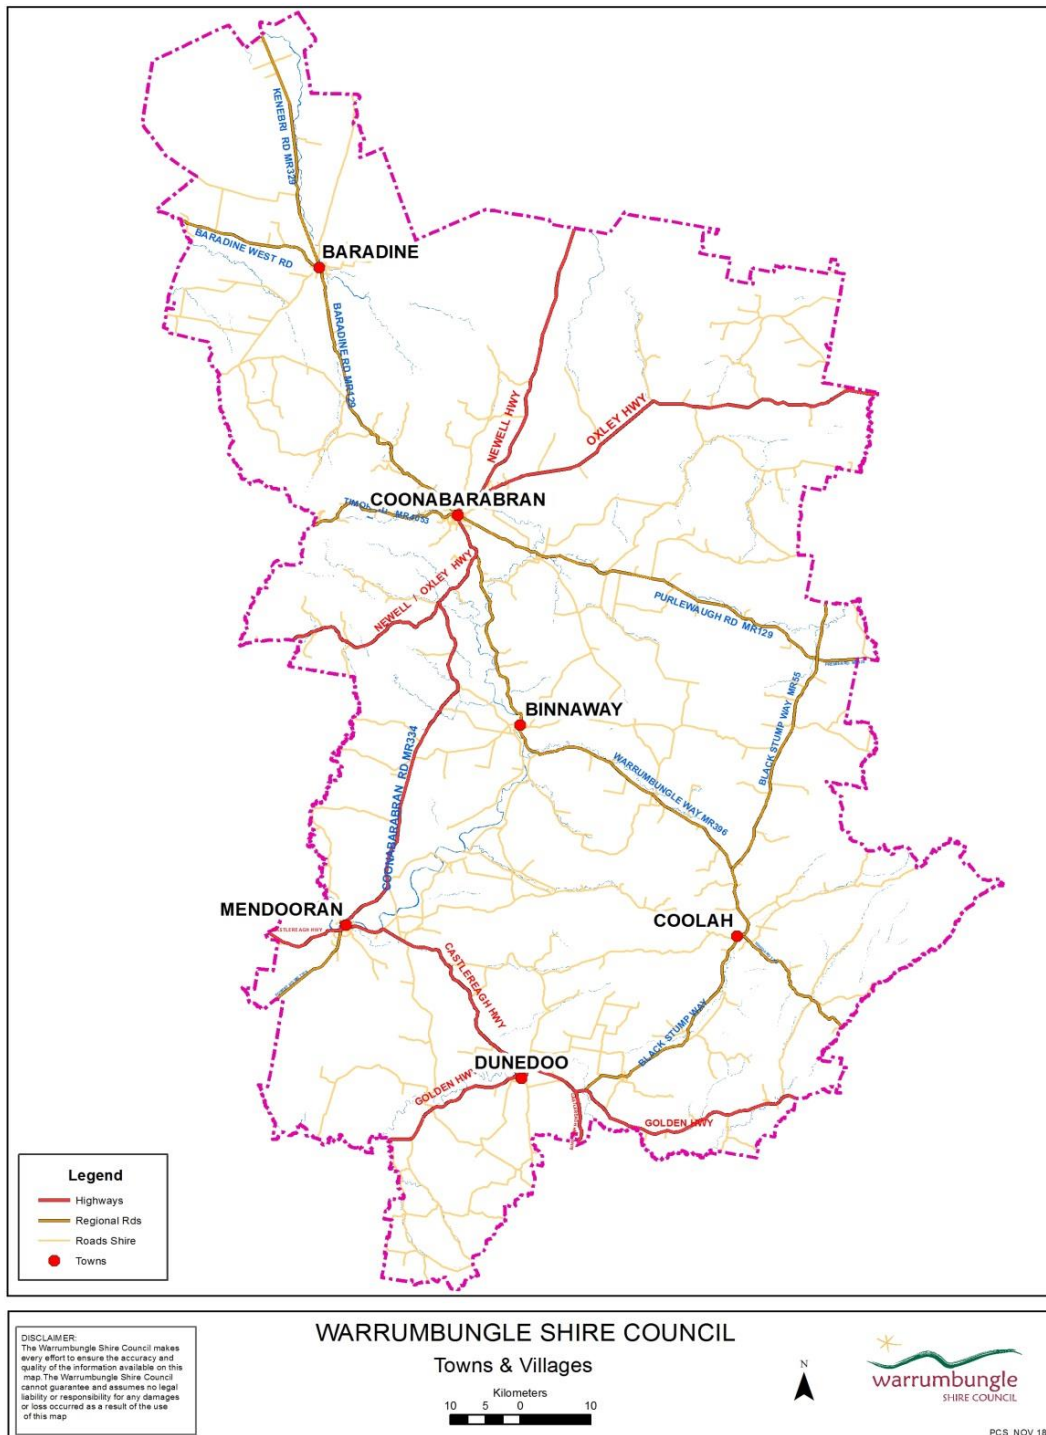 KENEBRI RD MR329
BARADINE WEST RD
BARADINE
BARADINE RD MR129
NEWELL HWY
OXLEY HWY
COONABARABRAN
MR4053
NEWELL / OXLEY HWY
PURLEWAUGH RD MR129
BLACK STUMP WAY MR55
BINNAWAY
WARRUMBUNGLE WAY MR396
COONABARABRAN RD MR334
MENDOORAN
COOLAH
CASTLEREAGH HWY
BLACK STUMP WAY
DUNEDOO
GOLDEN HWY
GOLDEN HWY
Legend
Highways
Regional Rds
Roads Shire
Towns
DISCLAIMER:
The Warrumbungle Shire Council makes
every effort to ensure the accuracy and
quality of the information available on this
map.The Warrumbungle Shire Council
cannot guarantee and assumes no legal
liability or responsibility for any damages
or loss occurred as a result of the use
of this map
WARRUMBUNGLE SHIRE COUNCIL
Towns & Villages
Kilometers
10 5 0 10
N
warrumbungle
SHIRE COUNCIL
PCS NOV 18